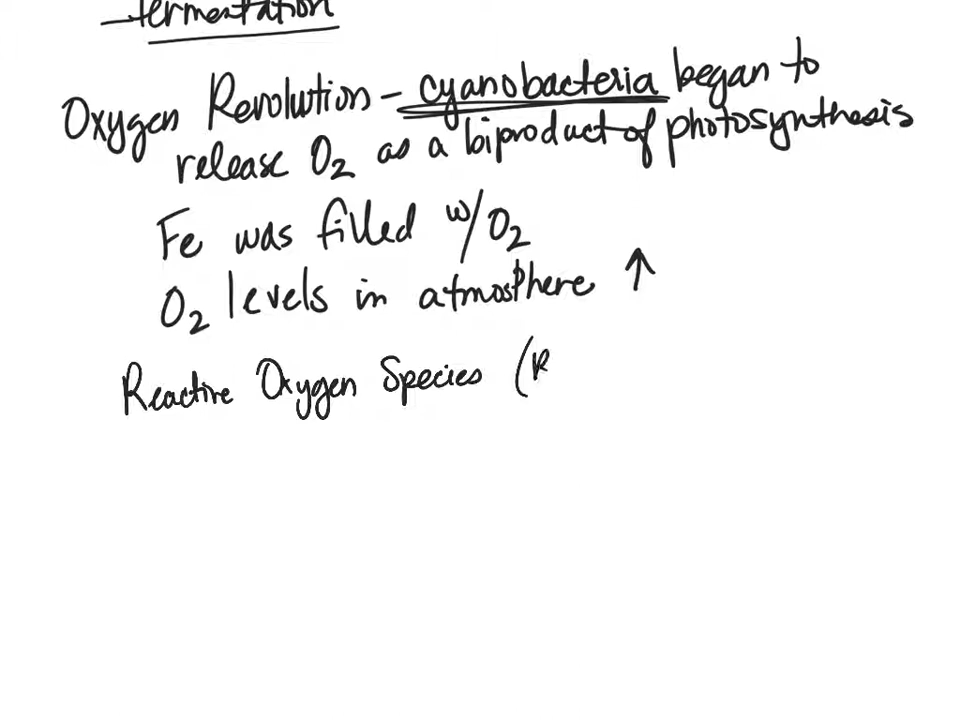 - fermentation
Oxygen Revolution - cyanobacteria began to
release O₂ as a biproduct of photosynthesis
Fe was filled w/ O₂
O₂ levels in atmosphere ↑
Reactive Oxygen Species (R